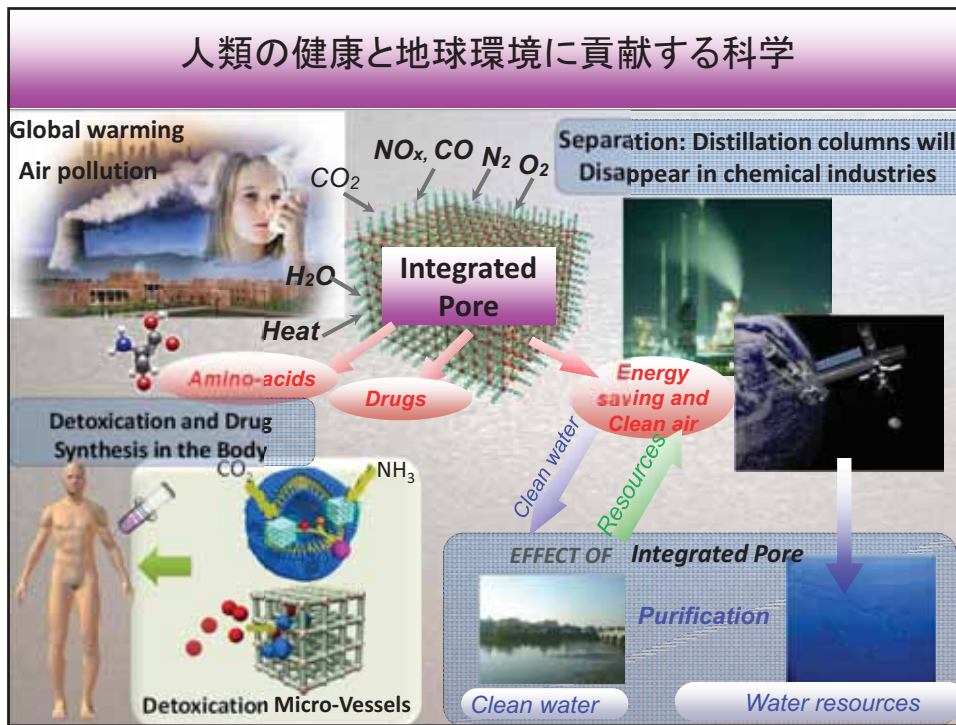 人類の健康と地球環境に貢献する科学
Global warming
Air pollution
CO2
NOx, CO
N2
O2
Separation: Distillation columns will
Disappear in chemical industries
H2O
Heat
Integrated
Pore
Amino-acids
Drugs
Energy
saving and
Clean air
Detoxication and Drug
Synthesis in the Body
CO
NH3
Clean water
Resources
EFFECT OF Integrated Pore
Purification
Detoxication Micro-Vessels
Clean water
Water resources